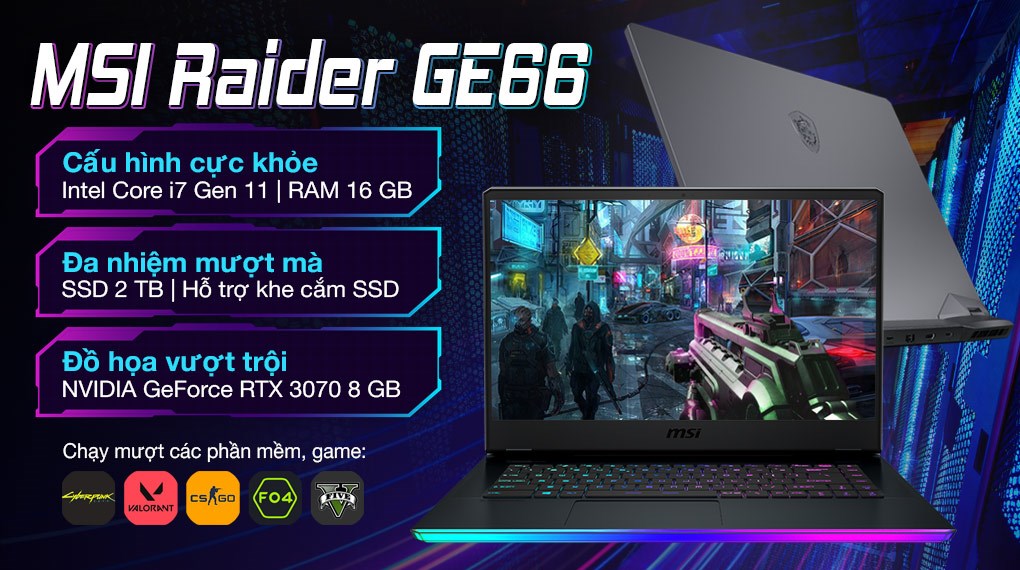 MSI Raider GE66
Cấu hình cực khỏe
Intel Core i7 Gen 11 | RAM 16 GB
Đa nhiệm mượt mà
SSD 2 TB | Hỗ trợ khe cắm SSD
Đồ họa vượt trội
NVIDIA GeForce RTX 3070 8 GB
Chạy mượt các phần mềm, game:
Cyberpunk
VALORANT
CS GO
FO4
V
FIVE
msi